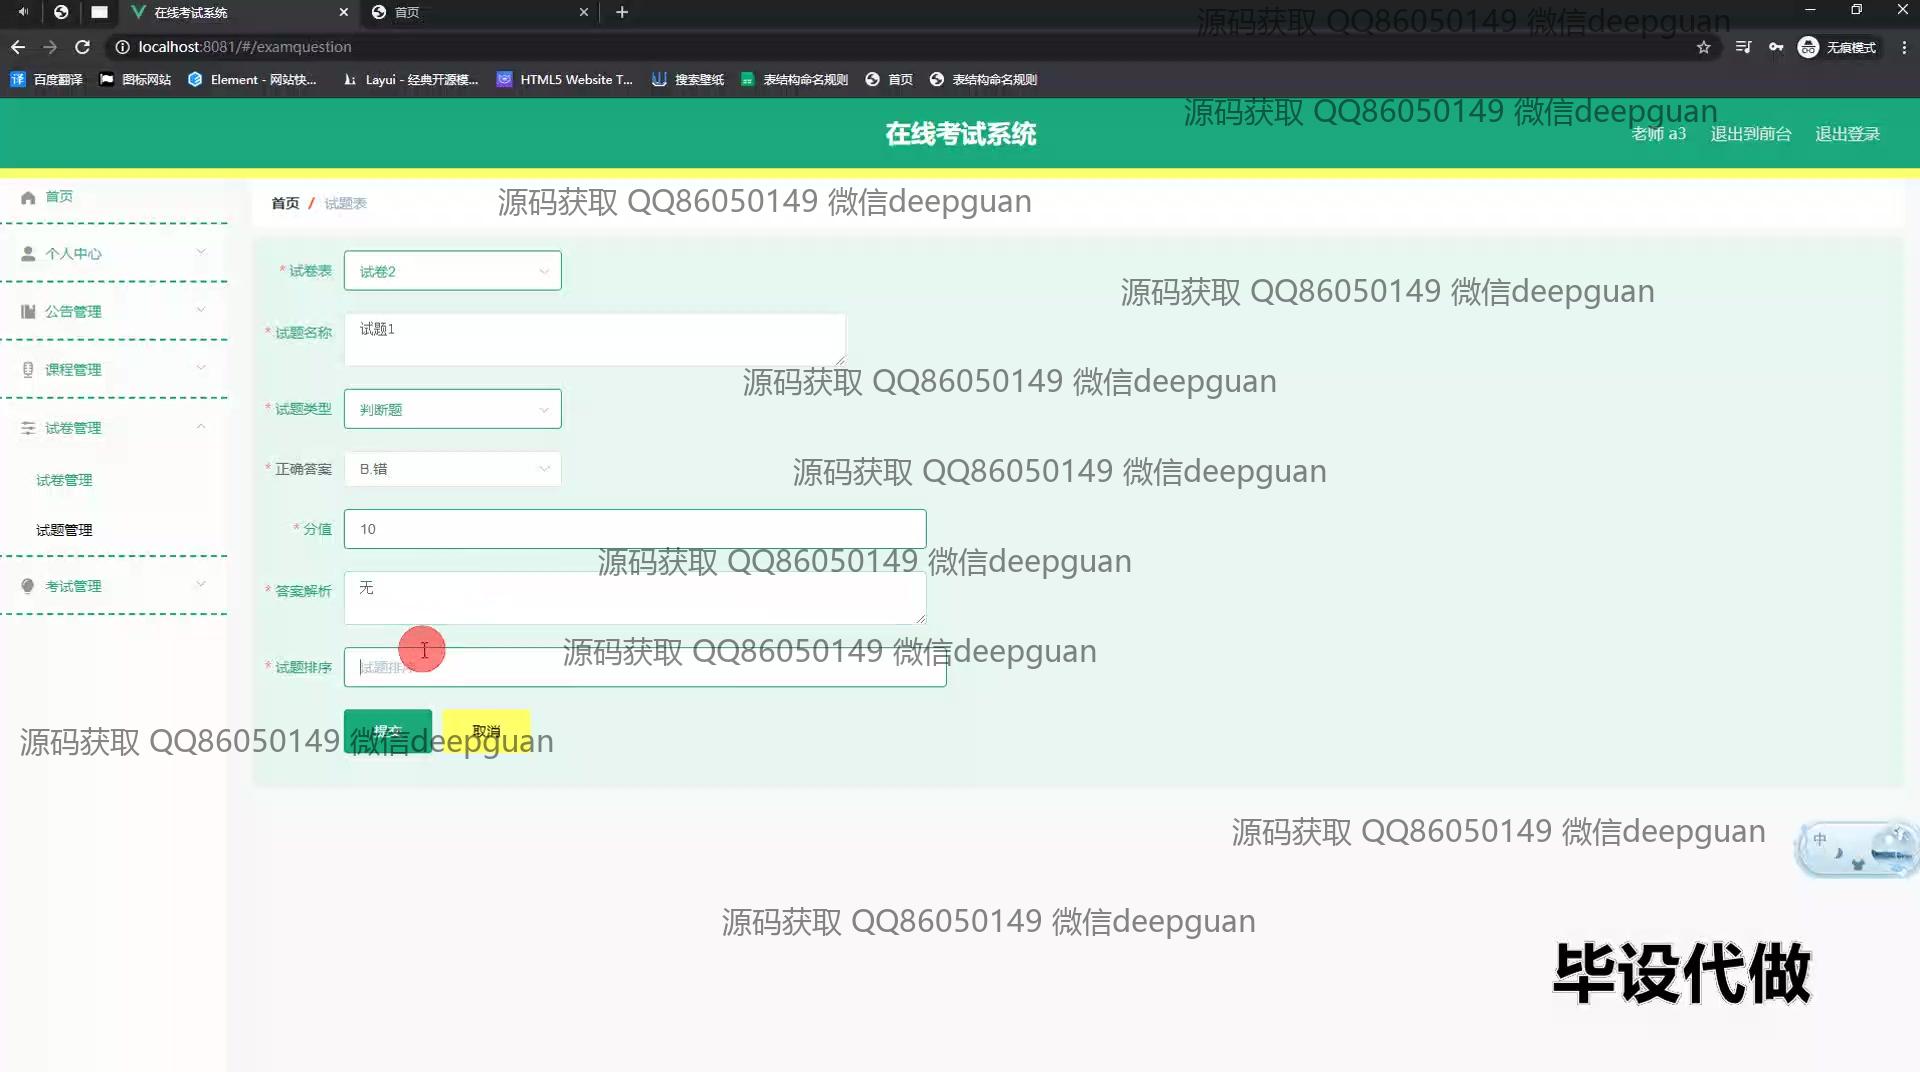 在线考试系统
首页
源码获取 QQ86050149 微信deepguan
localhost:8081/#/examquestion
无痕模式
百度翻译
图标网站
Element - 网站快...
Layui - 经典开源模...
HTML5 Website T...
搜索壁纸
表结构命名规则
首页
表结构命名规则
源码获取 QQ86050149 微信deepguan
在线考试系统
老师 a3
退出到前台
退出登录
首页
个人中心
公告管理
课程管理
试卷管理
试卷管理
试题管理
考试管理
首页 / 试题表
源码获取 QQ86050149 微信deepguan
* 试卷表 试卷2
源码获取 QQ86050149 微信deepguan
* 试题名称 试题1
源码获取 QQ86050149 微信deepguan
* 试题类型 判断题
* 正确答案 B.错
源码获取 QQ86050149 微信deepguan
* 分值 10
源码获取 QQ86050149 微信deepguan
* 答案解析 无
源码获取 QQ86050149 微信deepguan
* 试题排序 试题排序
提交 取消
源码获取 QQ86050149 微信deepguan
源码获取 QQ86050149 微信deepguan
中
源码获取 QQ86050149 微信deepguan
毕设代做